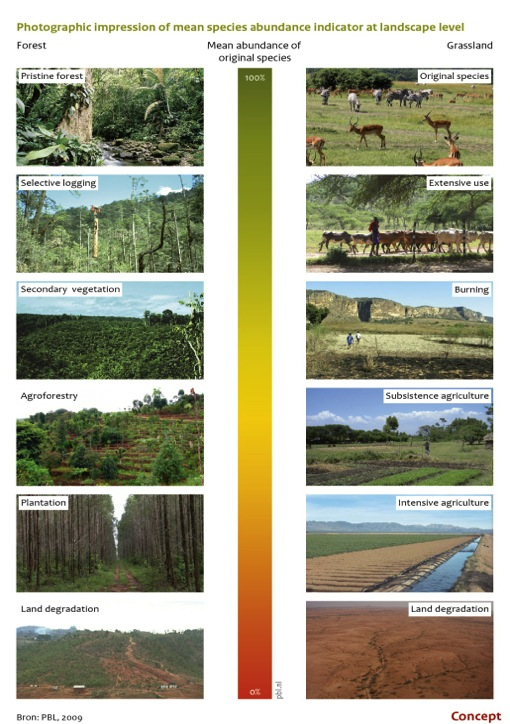 Photographic impression of mean species abundance indicator at landscape level
Forest
Mean abundance of
original species
Grassland
Pristine forest
100%
Original species
Selective logging
Extensive use
Secondary vegetation
Burning
Agroforestry
Subsistence agriculture
Plantation
Intensive agriculture
Land degradation
Land degradation
0%
pbl.nl
Bron: PBL, 2009
Concept